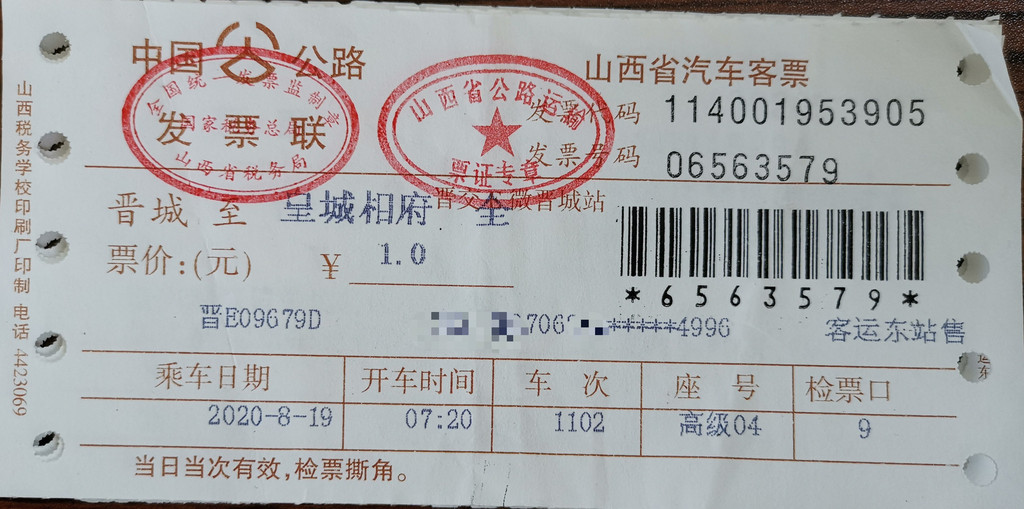 中国 公路
山西省汽车客票
全国统一发票监制章
国家税务总局
山西省税务局
发票联
山西省公路运输
票证专章
发票代码 114001953905
发票号码 06563579
晋城 至 皇城相府 全
微晋城站
票价:(元) ¥ 1.0
*6563579*
晋E09679D
706
*****4996
客运东站售
乘车日期 开车时间 车次 座号 检票口
2020-8-19 07:20 1102 高级04 9
当日当次有效,检票撕角。
山西税务学校印刷厂印制 电话 4423069